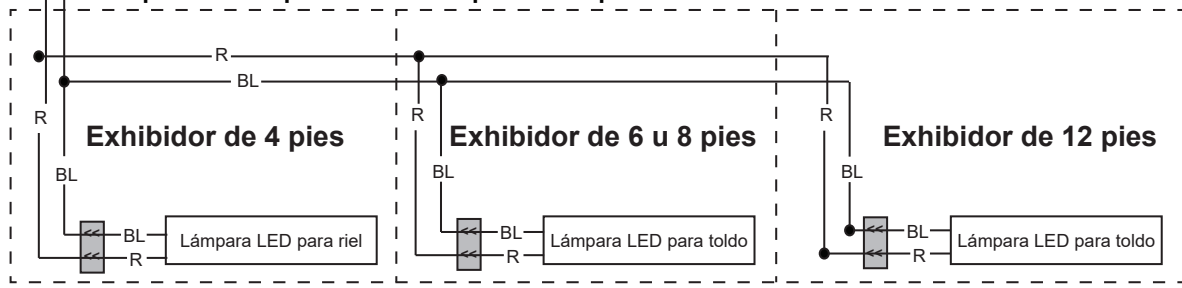 R
BL
R
R
R
Exhibidor de 4 pies
Exhibidor de 6 u 8 pies
Exhibidor de 12 pies
BL
BL
BL
<< BL
Lámpara LED para riel
<< R
<< BL
Lámpara LED para toldo
<< R
<< BL
Lámpara LED para toldo
<< R